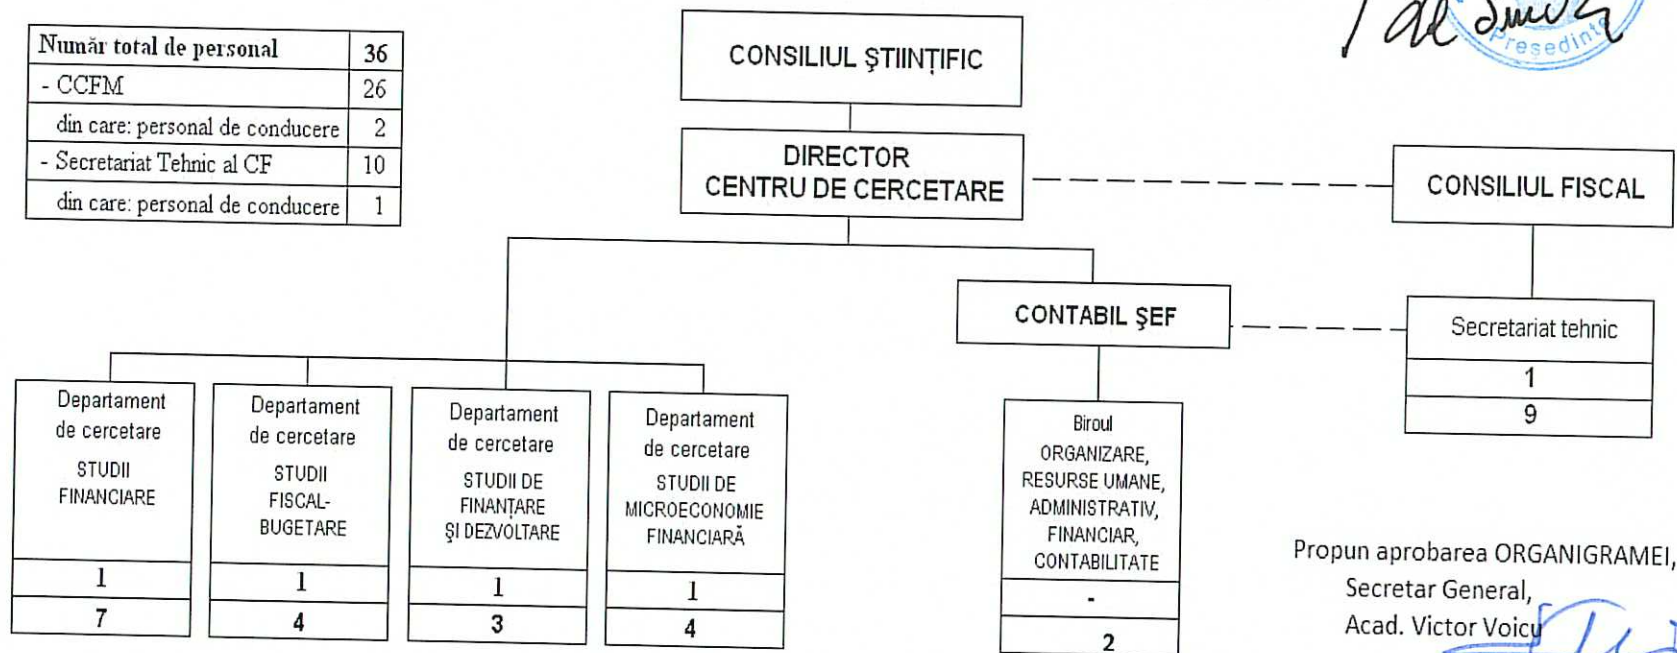 Număr total de personal 36
- CCFM 26
din care: personal de conducere 2
- Secretariat Tehnic al CF 10
din care: personal de conducere 1
CONSILIUL ŞTIINŢIFIC
Preşedinte
DIRECTOR
CENTRU DE CERCETARE
CONSILIUL FISCAL
CONTABIL ŞEF
Secretariat tehnic
1
9
Departament
de cercetare
STUDII
FINANCIARE
1
7
Departament
de cercetare
STUDII
FISCAL-
BUGETARE
1
4
Departament
de cercetare
STUDII DE
FINANŢARE
ŞI DEZVOLTARE
1
3
Departament
de cercetare
STUDII DE
MICROECONOMIE
FINANCIARĂ
1
4
Biroul
ORGANIZARE,
RESURSE UMANE,
ADMINISTRATIV,
FINANCIAR,
CONTABILITATE
-
2
Propun aprobarea ORGANIGRAMEI,
Secretar General,
Acad. Victor Voicu